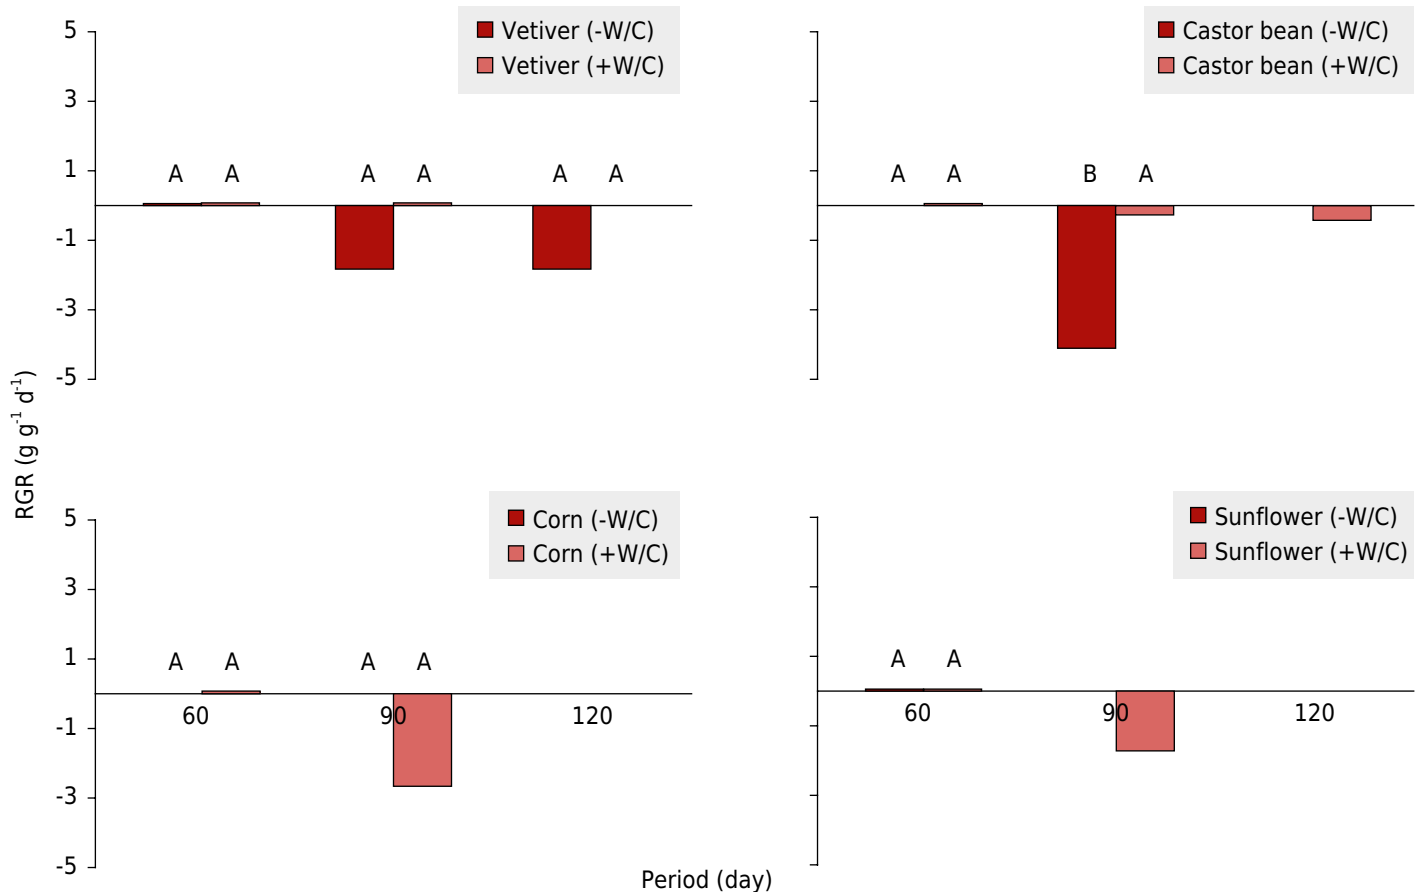 5
3
1
-1
-3
-5
Vetiver (-W/C)
Vetiver (+W/C)
A A A A A A
Castor bean (-W/C)
Castor bean (+W/C)
A A B A
RGR (g g⁻¹ d⁻¹)
5
3
1
-1
-3
-5
Corn (-W/C)
Corn (+W/C)
A A A A
60 90 120
Sunflower (-W/C)
Sunflower (+W/C)
A A
60 90 120
Period (day)